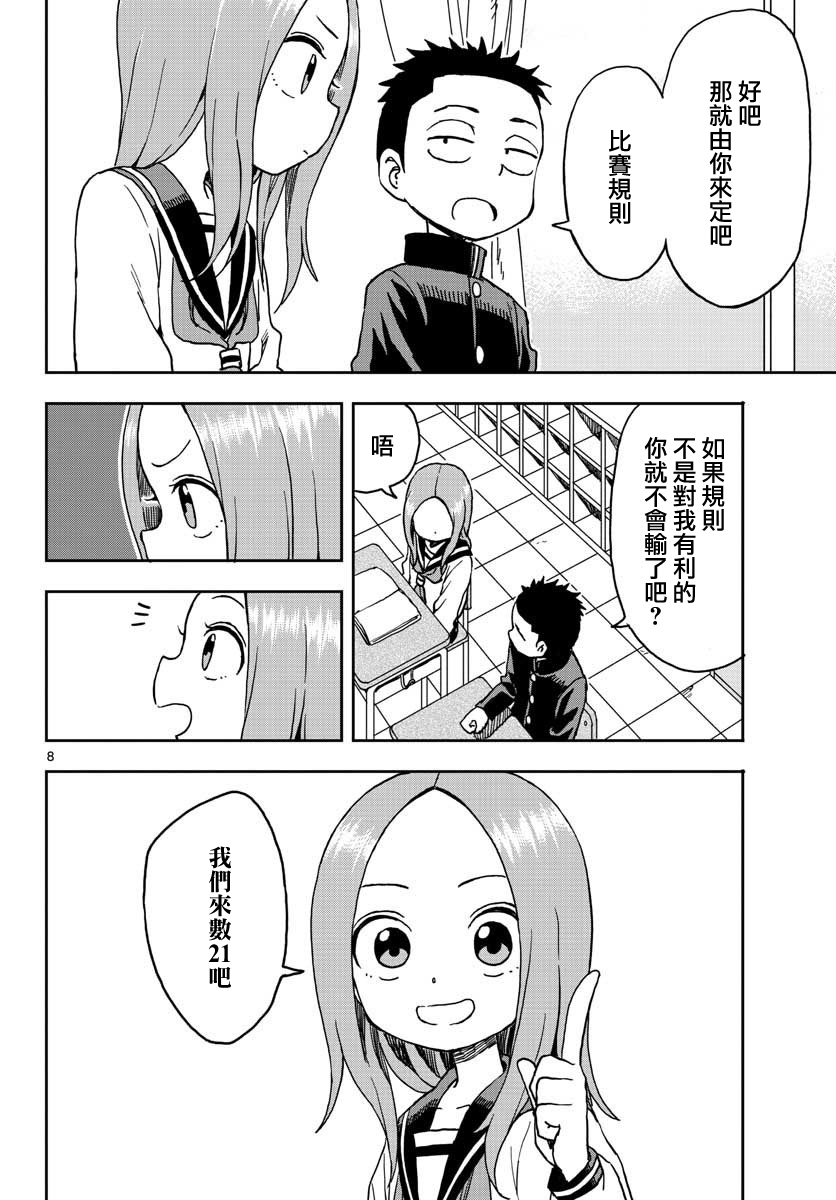 好吧
那就由你來定吧
比賽規則
如果規則
不是對我有利的
你就不會輸了吧？
唔
8
我們來數21吧